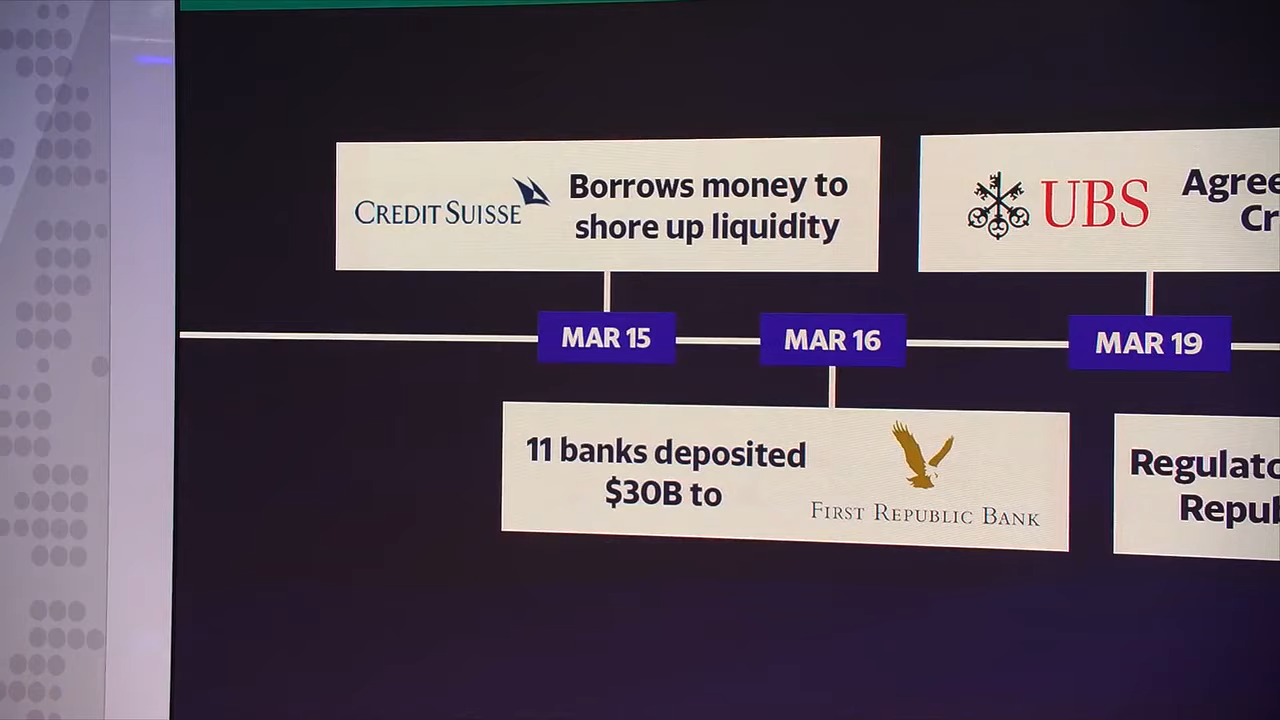 CREDIT SUISSE
Borrows money to
shore up liquidity
UBS
MAR 15
MAR 16
MAR 19
11 banks deposited
$30B to
FIRST REPUBLIC BANK